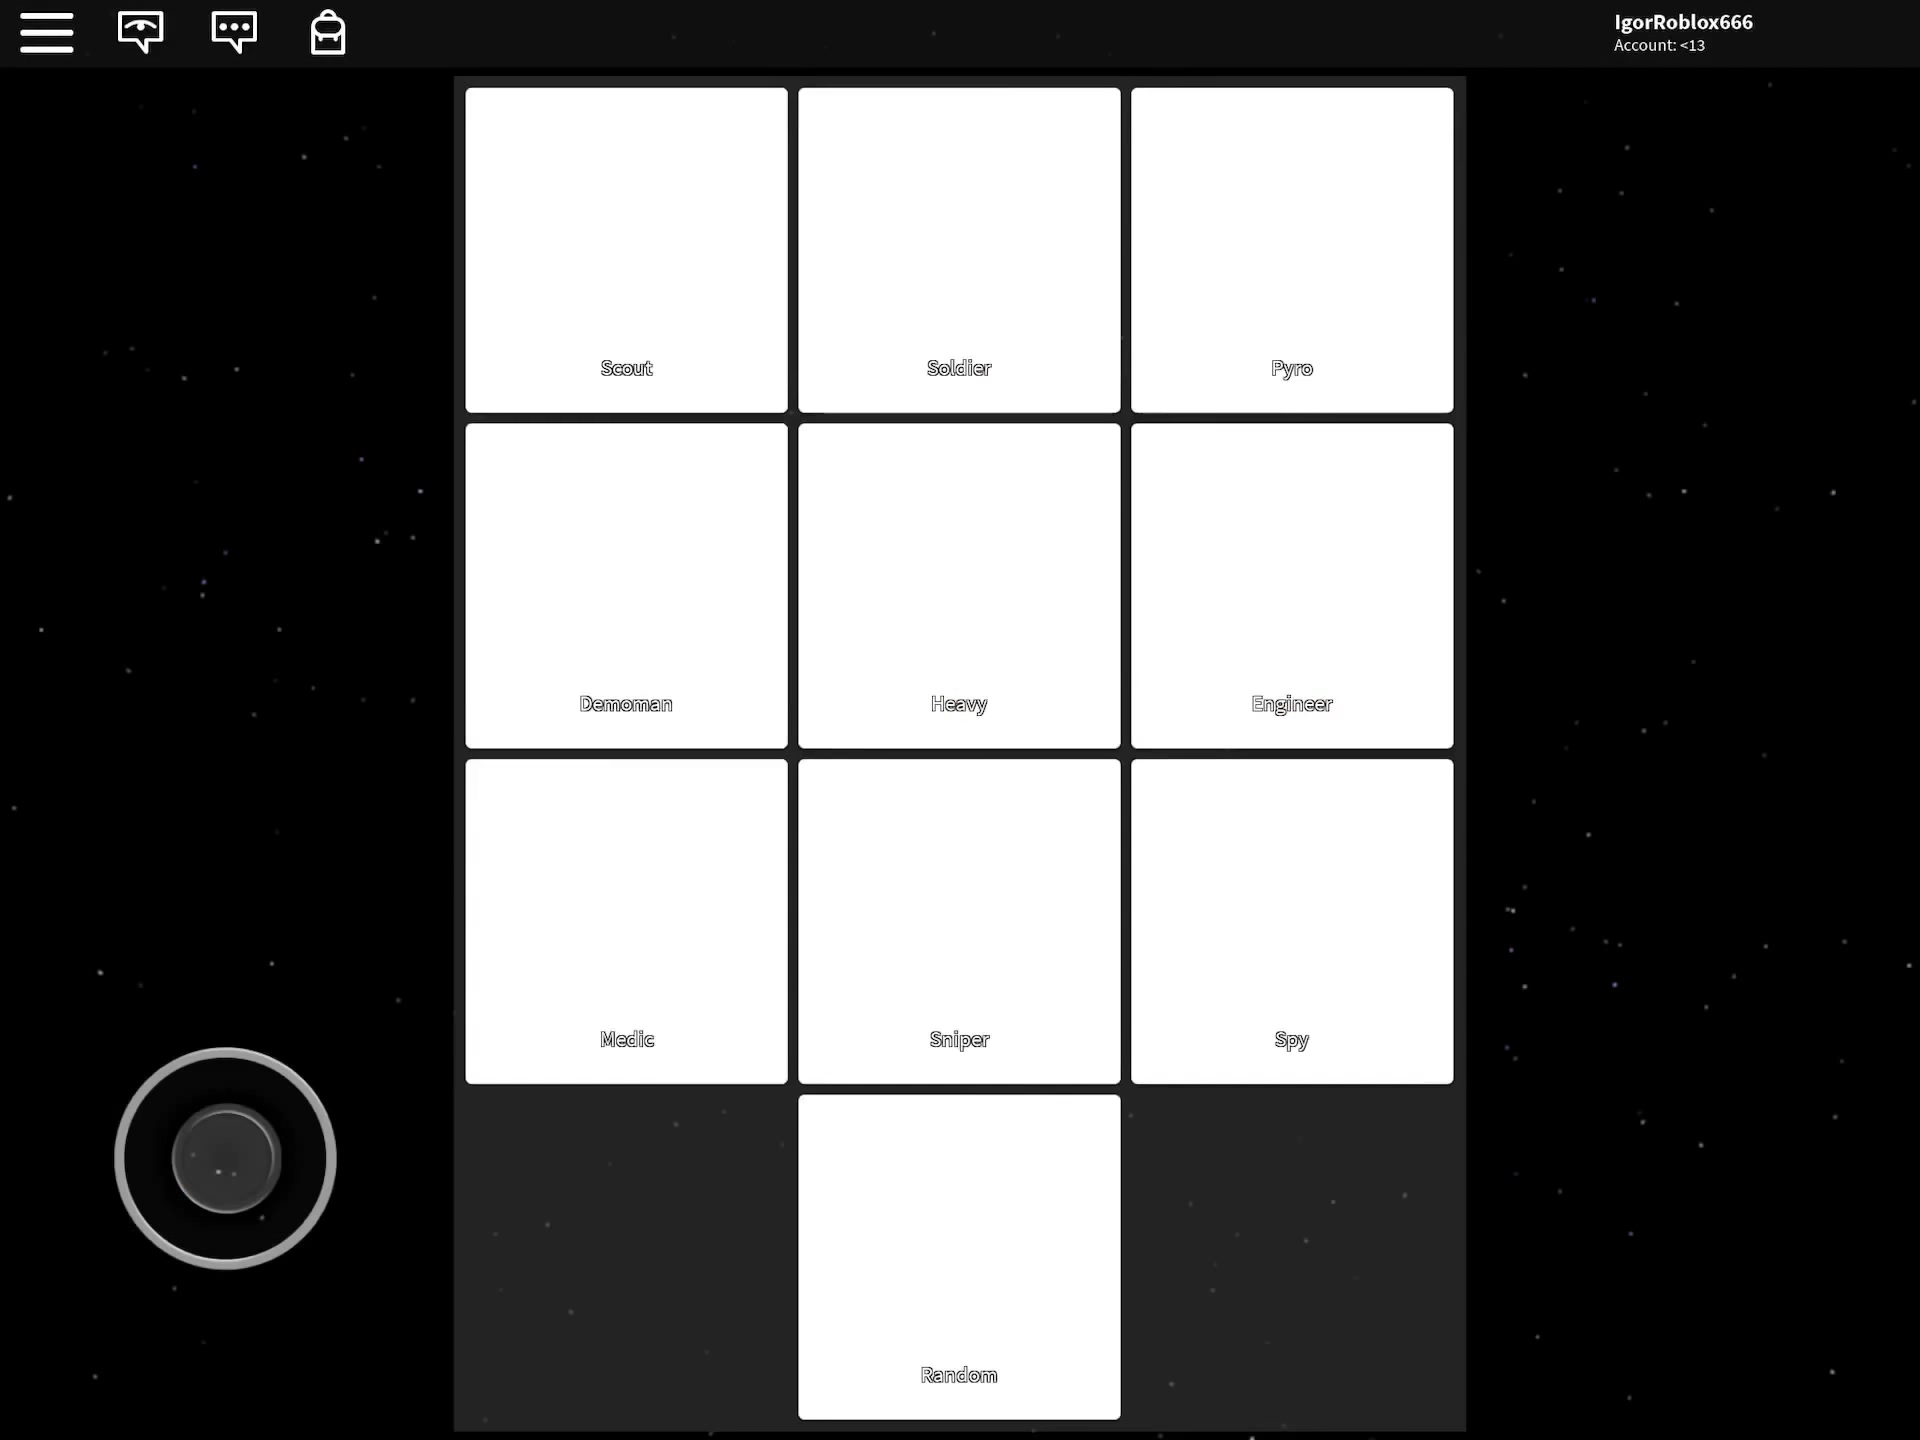 IgorRoblox666
Account: <13
Scout
Soldier
Pyro
Demoman
Heavy
Engineer
Medic
Sniper
Spy
Random